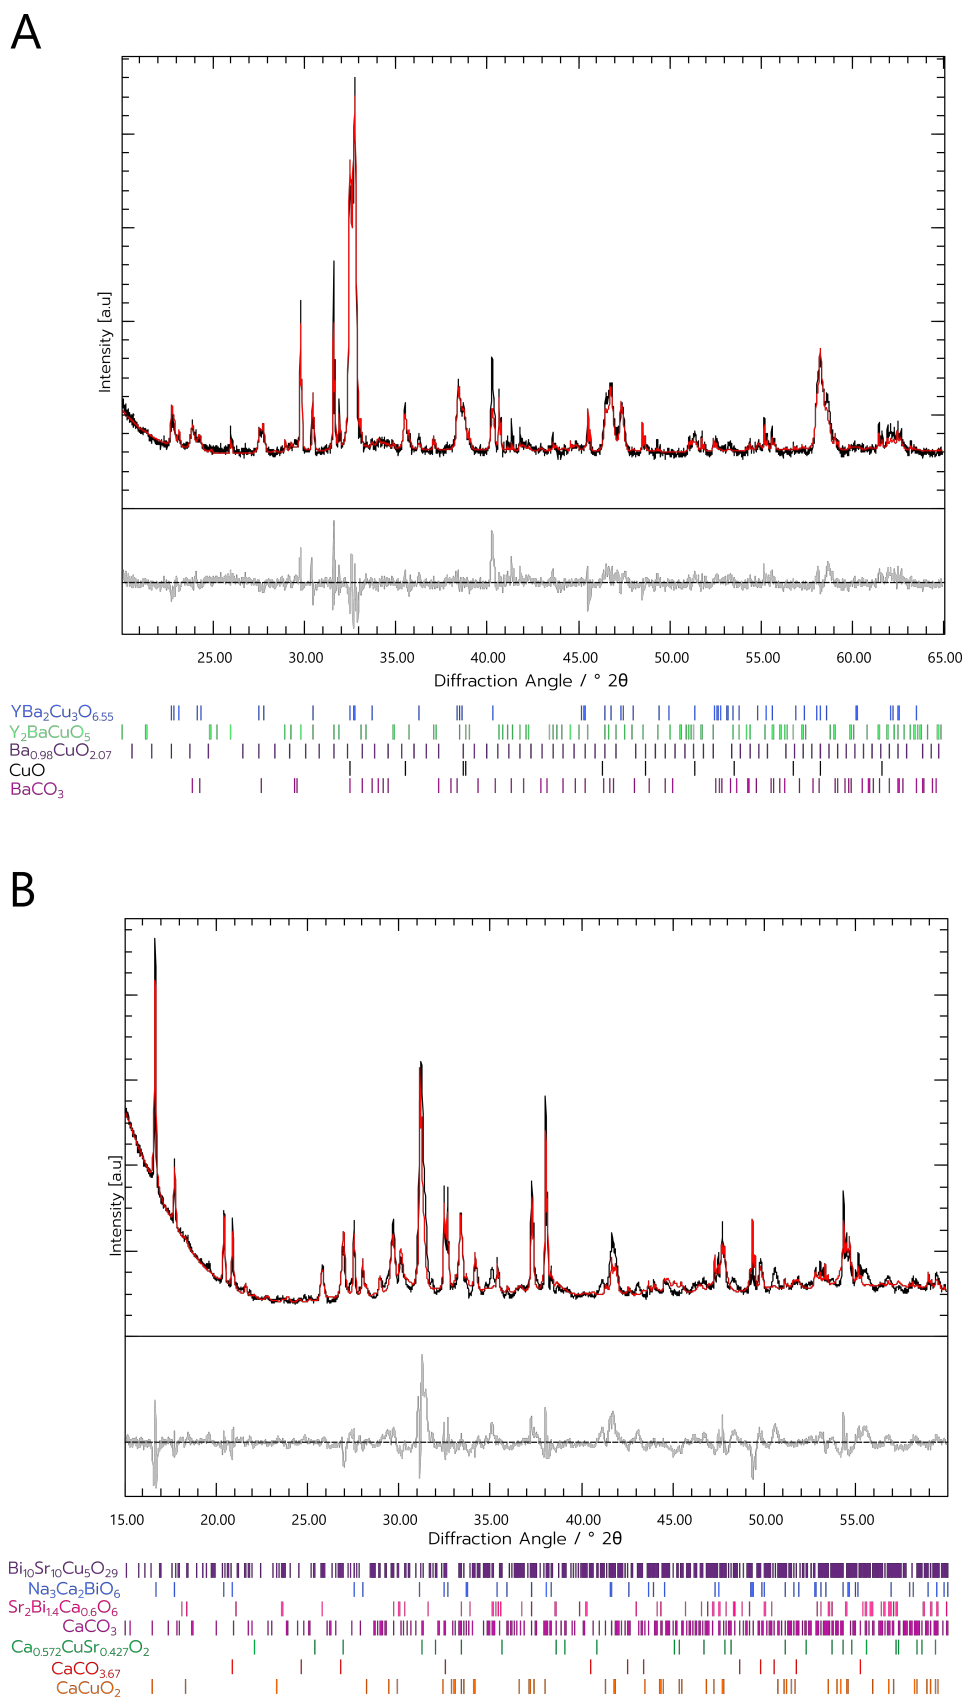 A
Intensity [a.u]
25.00 30.00 35.00 40.00 45.00 50.00 55.00 60.00 65.00
Diffraction Angle / ° 2θ
YBa₂Cu₃O₆.₅₅
Y₂BaCuO₅
Ba₀.₉₈CuO₂.₀₇
CuO
BaCO₃
B
Intensity [a.u]
15.00 20.00 25.00 30.00 35.00 40.00 45.00 50.00 55.00
Diffraction Angle / ° 2θ
Bi₁₀Sr₁₀Cu₅O₂₉
Na₃Ca₂BiO₆
Sr₂Bi₁.₄Ca₀.₆O₆
CaCO₃
Ca₀.₅₇₂CuSr₀.₄₂₇O₂
CaCO₃.₆₇
CaCuO₂